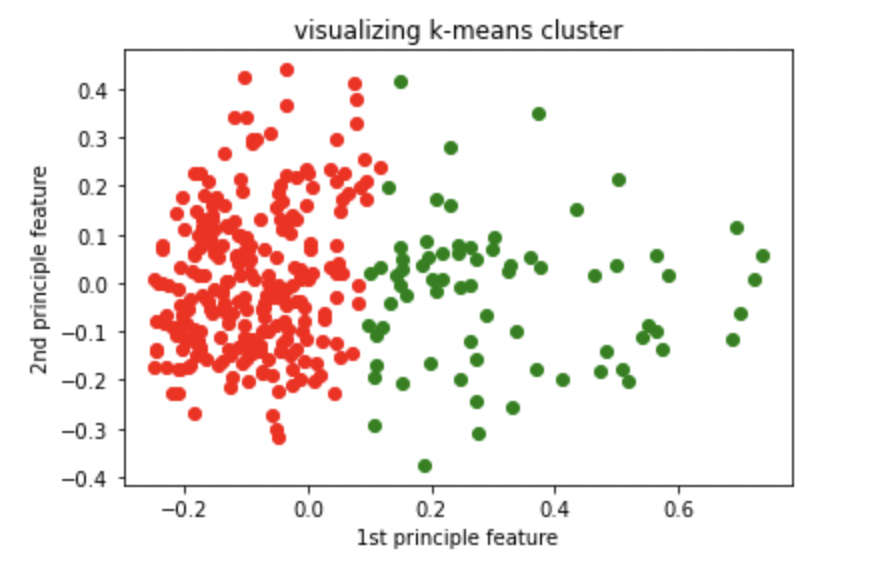 visualizing k-means cluster
0.4
0.3
0.2
0.1
0.0
−0.1
−0.2
−0.3
−0.4
2nd principle feature
−0.2 0.0 0.2 0.4 0.6
1st principle feature